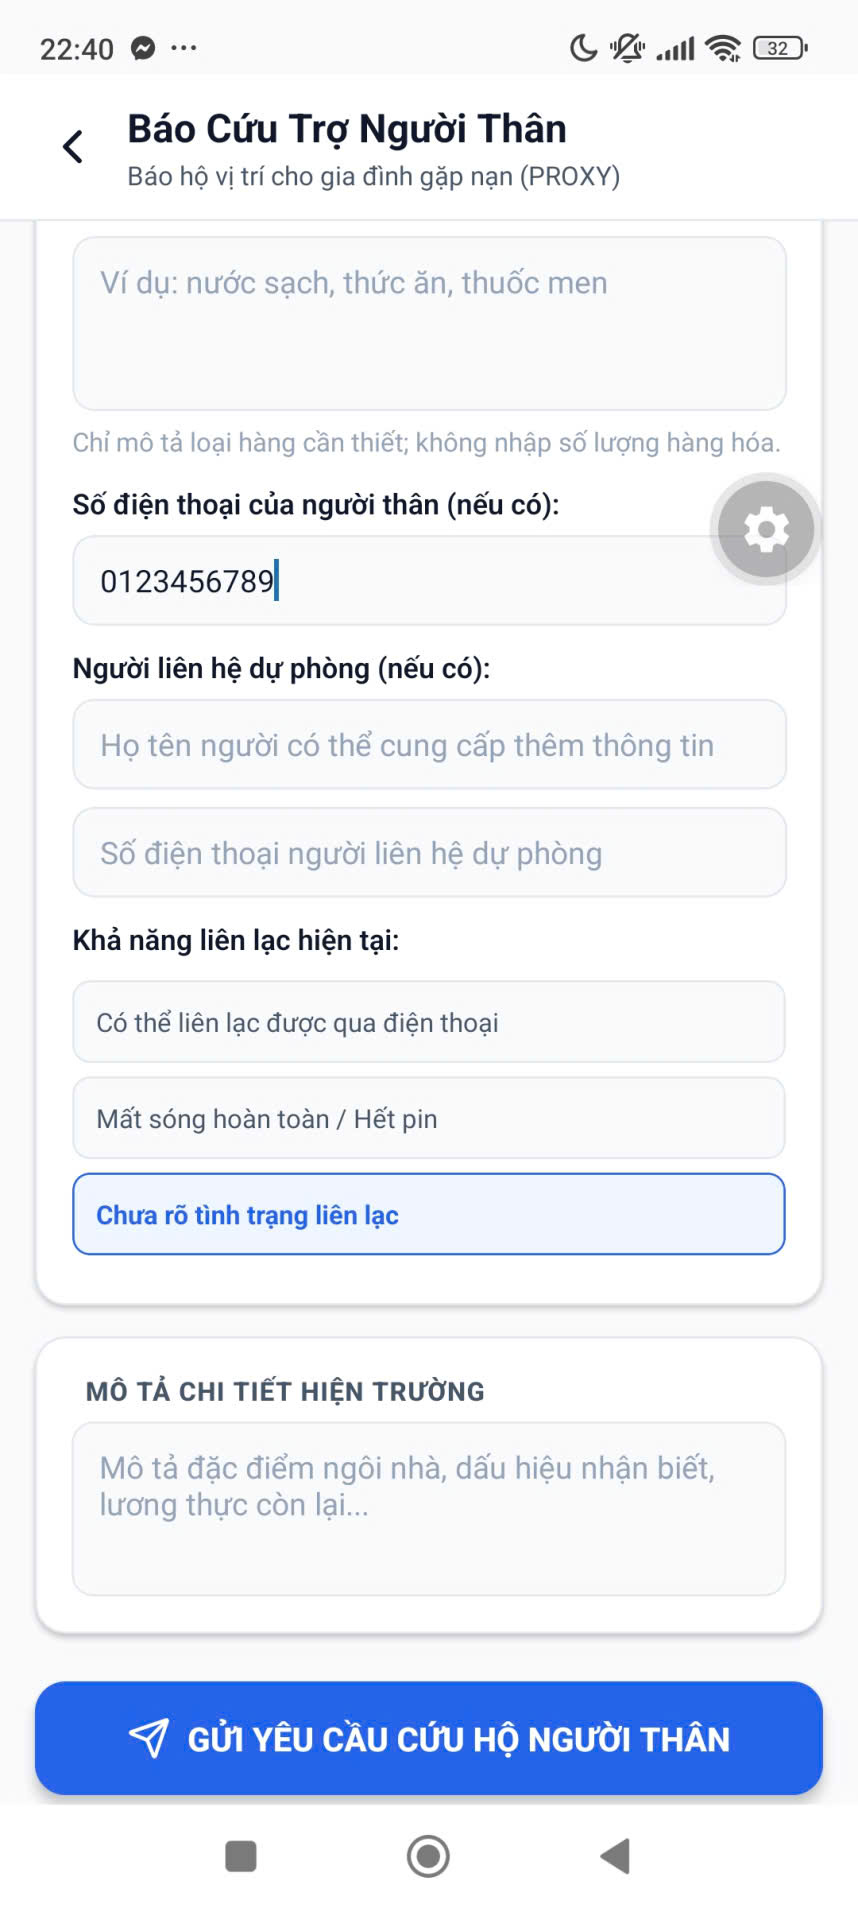 22:40
32
Báo Cứu Trợ Người Thân
Báo hộ vị trí cho gia đình gặp nạn (PROXY)
Ví dụ: nước sạch, thức ăn, thuốc men
Chỉ mô tả loại hàng cần thiết; không nhập số lượng hàng hóa.
Số điện thoại của người thân (nếu có):
0123456789
Người liên hệ dự phòng (nếu có):
Họ tên người có thể cung cấp thêm thông tin
Số điện thoại người liên hệ dự phòng
Khả năng liên lạc hiện tại:
Có thể liên lạc được qua điện thoại
Mất sóng hoàn toàn / Hết pin
Chưa rõ tình trạng liên lạc
MÔ TẢ CHI TIẾT HIỆN TRƯỜNG
Mô tả đặc điểm ngôi nhà, dấu hiệu nhận biết,
lương thực còn lại...
GỬI YÊU CẦU CỨU HỘ NGƯỜI THÂN